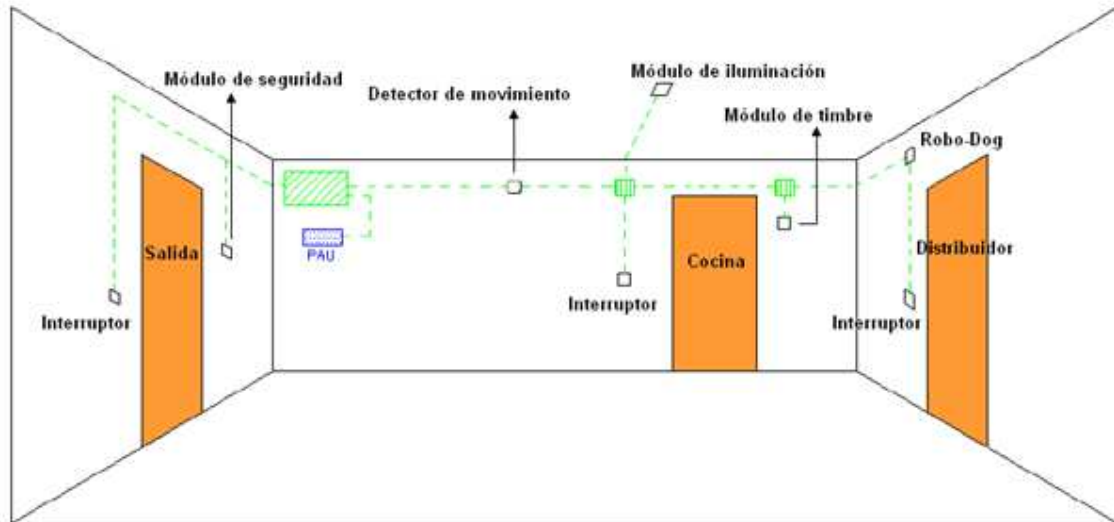 Módulo de iluminación
Módulo de seguridad
Detector de movimiento
Módulo de timbre
Robo-Dog
Salida
PAU
Cocina
Distribuidor
Interruptor
Interruptor
Interruptor